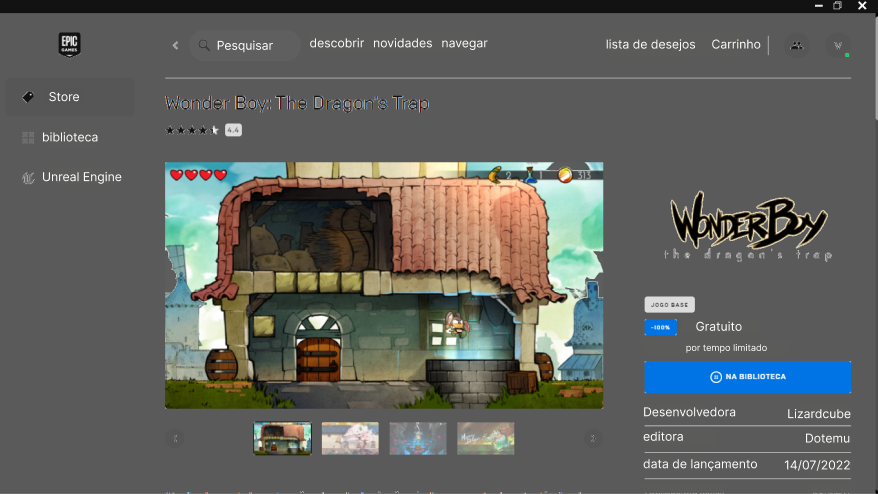 EPIC
GAMES
Pesquisar
descobrir novidades navegar
lista de desejos Carrinho
Store
biblioteca
Unreal Engine
Wonder Boy: The Dragon's Trap
4.4
2 1 313
WONDER BOY
the dragon's trap
JOGO BASE
-100% Gratuito
por tempo limitado
NA BIBLIOTECA
Desenvolvedora Lizardcube
editora Dotemu
data de lançamento 14/07/2022